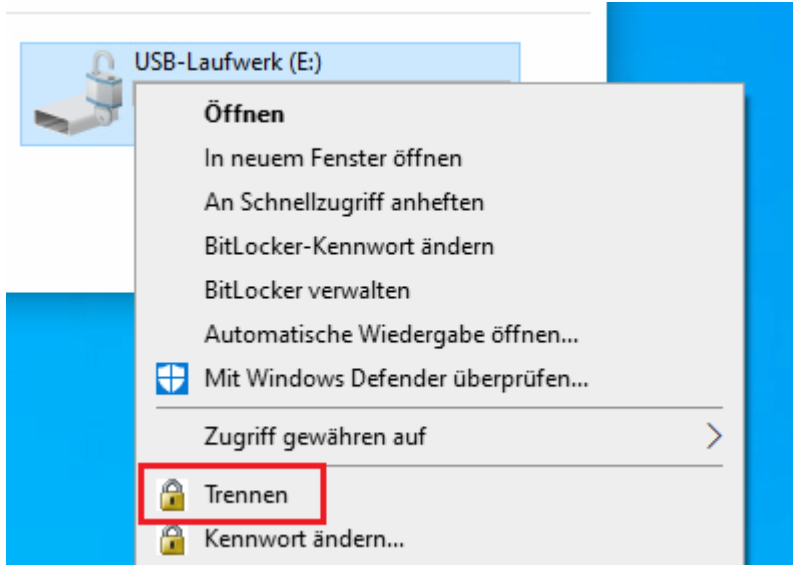 USB-Laufwerk (E:)
Öffnen
In neuem Fenster öffnen
An Schnellzugriff anheften
BitLocker-Kennwort ändern
BitLocker verwalten
Automatische Wiedergabe öffnen...
Mit Windows Defender überprüfen...
Zugriff gewähren auf
Trennen
Kennwort ändern...